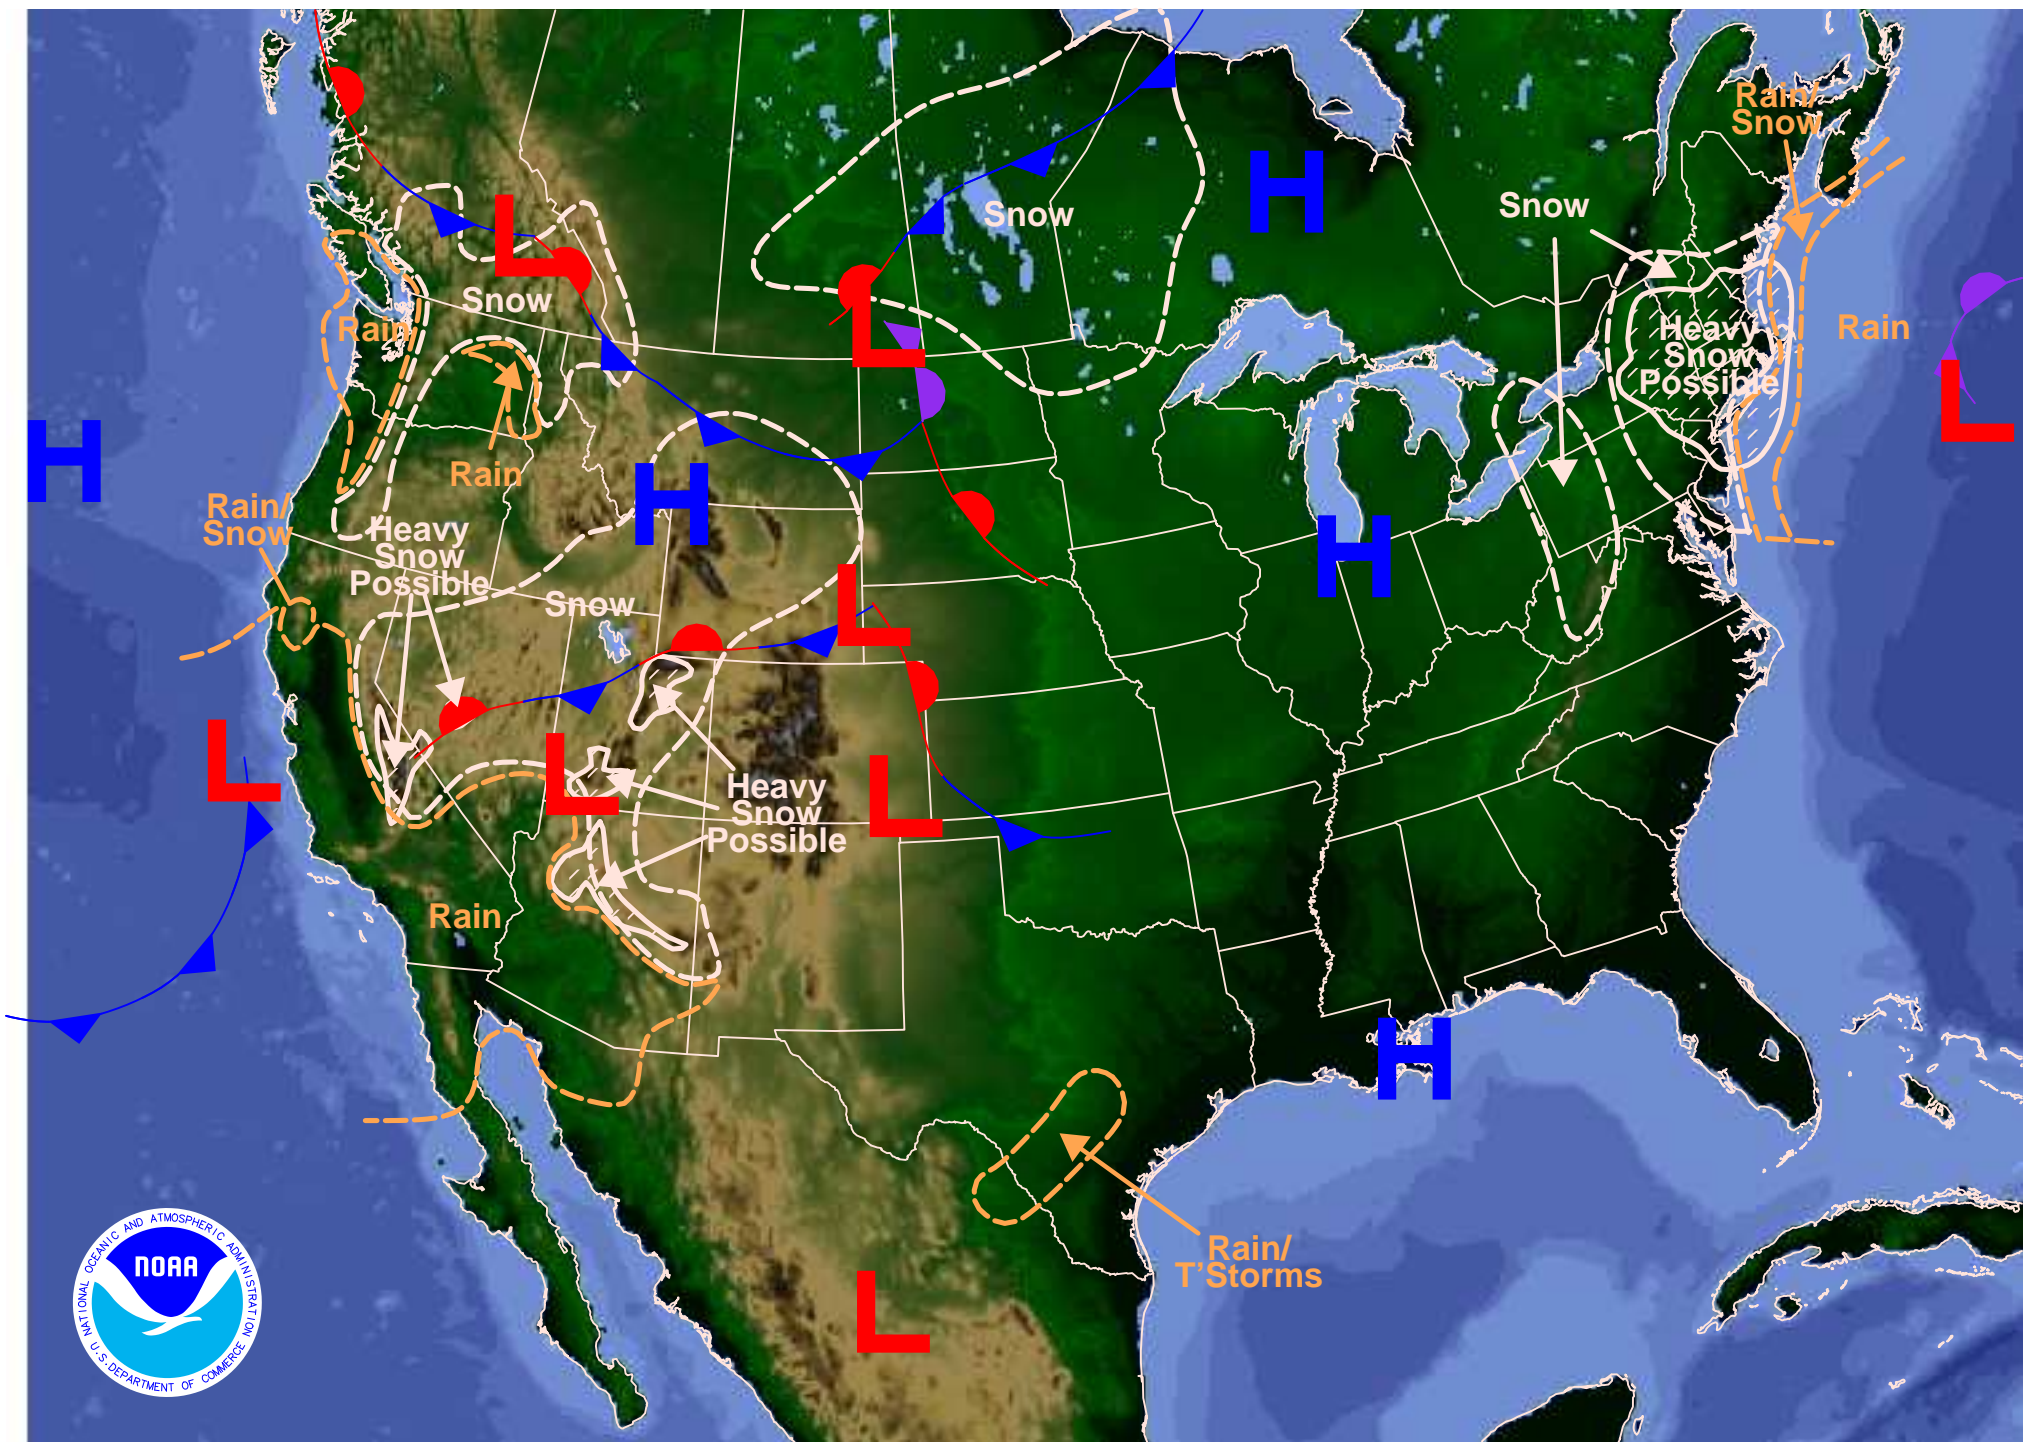 Rain/
Snow
Snow
H
Snow
L
Snow
L
Rain
Heavy
Snow
Possible
Rain
L
H
Rain
H
Rain/
Snow
Heavy
Snow
Possible
H
Snow
L
L
L
Heavy
Snow
Possible
L
Rain
H
Rain/
T'Storms
L
NATIONAL OCEANIC AND ATMOSPHERIC ADMINISTRATION
NOAA
U.S. DEPARTMENT OF COMMERCE